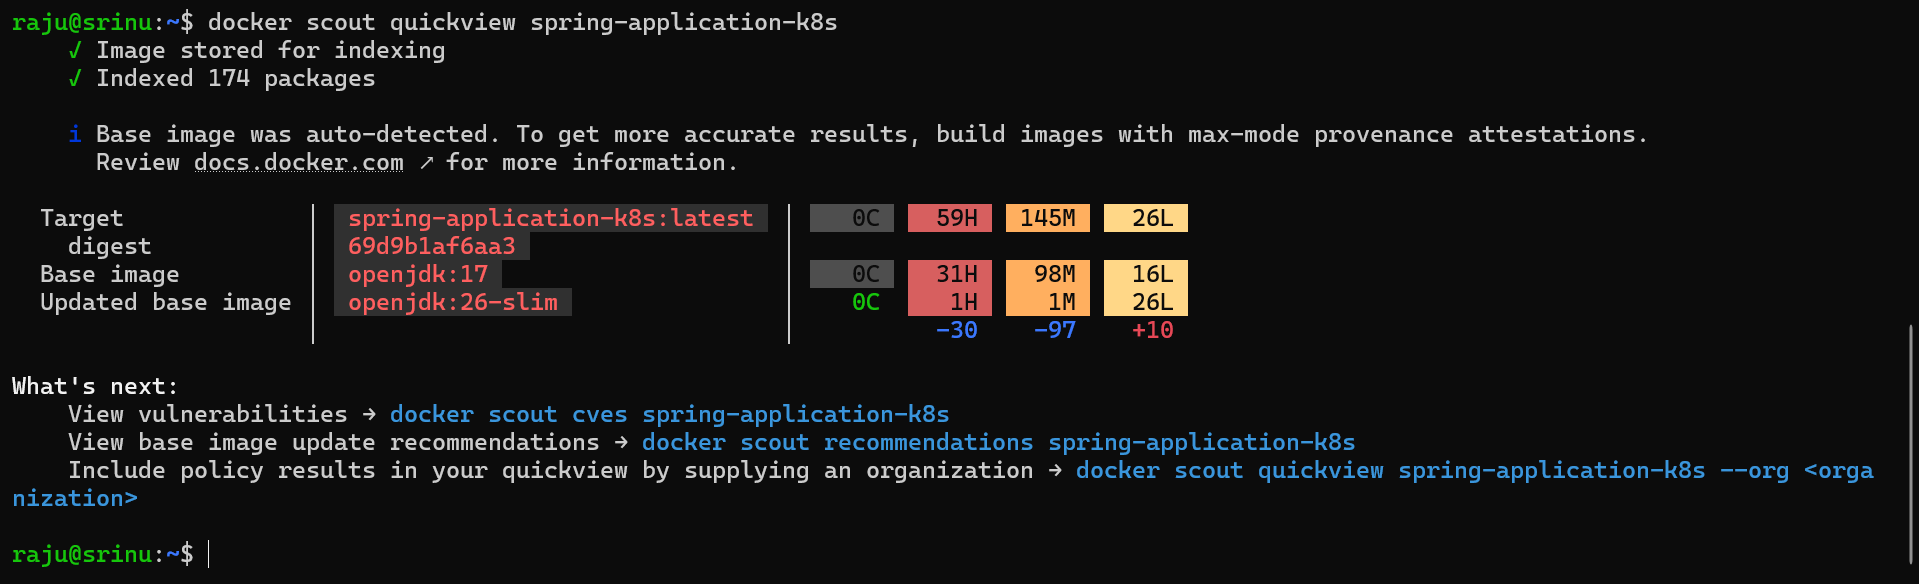 raju@srinu:~$ docker scout quickview spring-application-k8s
√ Image stored for indexing
√ Indexed 174 packages
i Base image was auto-detected. To get more accurate results, build images with max-mode provenance attestations.
Review docs.docker.com ↗ for more information.
Target │ spring-application-k8s:latest │ 0C 59H 145M 26L
digest │ 69d9b1af6aa3 │
Base image │ openjdk:17 │ 0C 31H 98M 16L
Updated base image │ openjdk:26-slim │ 0C 1H 1M 26L
│ │ -30 -97 +10
What's next:
View vulnerabilities → docker scout cves spring-application-k8s
View base image update recommendations → docker scout recommendations spring-application-k8s
Include policy results in your quickview by supplying an organization → docker scout quickview spring-application-k8s --org <orga
nization>
raju@srinu:~$